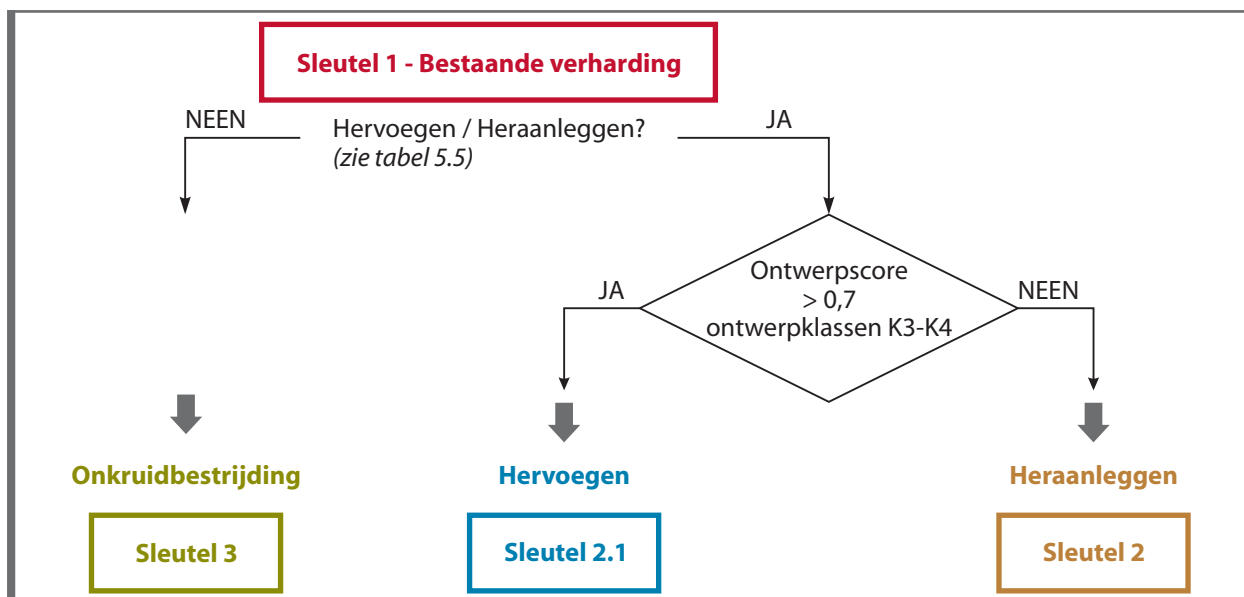 Sleutel 1 - Bestaande verharding
NEEN
Hervoegen / Heraanleggen?
JA
(zie tabel 5.5)
Ontwerpscore
> 0,7
ontwerpklassen K3-K4
JA
NEEN
Onkruidbestrijding
Hervoegen
Heraanleggen
Sleutel 3
Sleutel 2.1
Sleutel 2